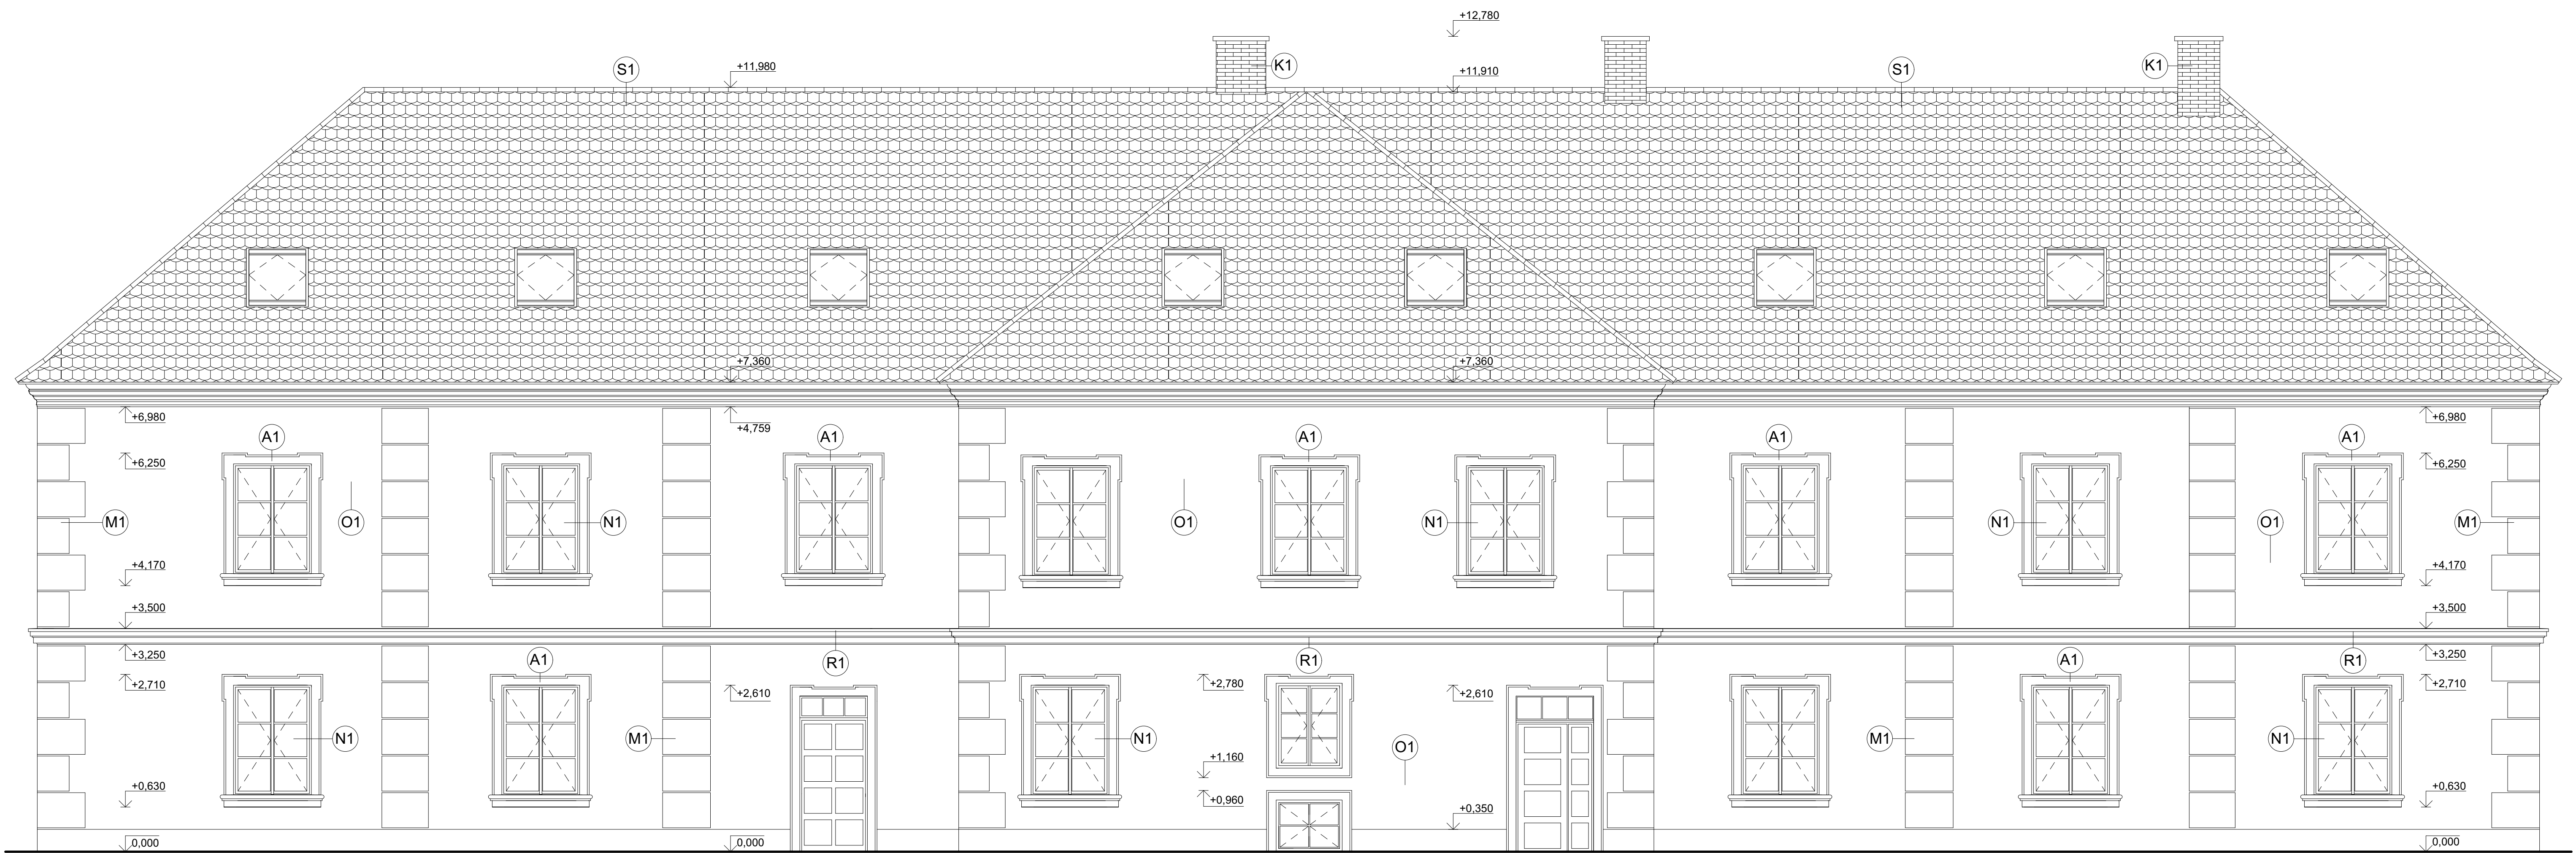 +12,780
S1
+11,980
K1
+11,910
S1
K1
+7,360
+7,360
+6,980
+4,759
+6,980
A1
A1
A1
A1
A1
+6,250
+6,250
M1
O1
N1
O1
N1
N1
O1
M1
+4,170
+4,170
+3,500
+3,500
+3,250
A1
R1
R1
A1
R1
+3,250
+2,710
+2,610
+2,780
+2,610
+2,710
N1
M1
N1
O1
M1
N1
+1,160
+0,630
+0,960
+0,350
+0,630
0,000
0,000
0,000